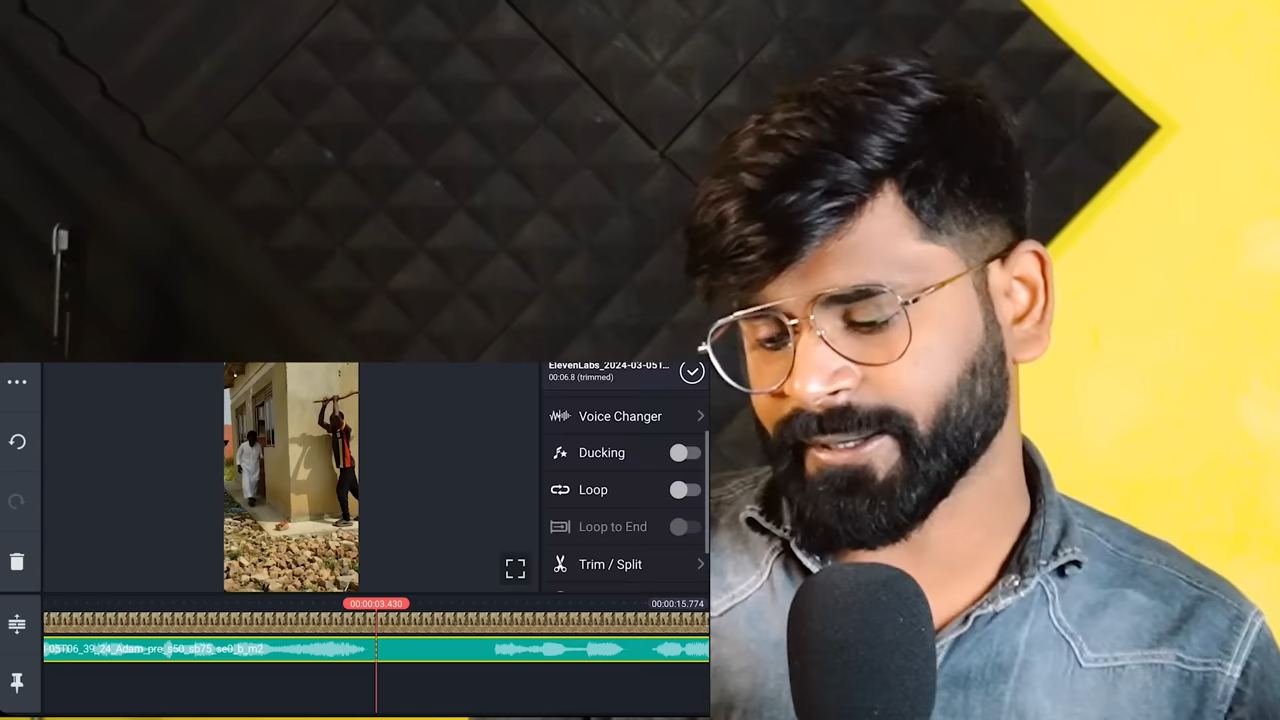 ElevenLabs_2024-03-05T...
00:06.8 (trimmed)
Voice Changer
Ducking
Loop
Loop to End
Trim / Split
00:00:03.430
00:00:15.774
05T06_39_24_Adam_pre_s50_sb75_se0_b_m2